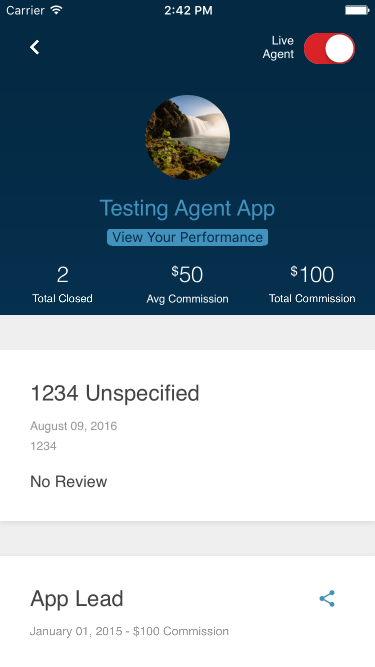 Carrier 2:42 PM
Live
Agent
Testing Agent App
View Your Performance
2 $50 $100
Total Closed Avg Commission Total Commission
1234 Unspecified
August 09, 2016
1234
No Review
App Lead
January 01, 2015 - $100 Commission